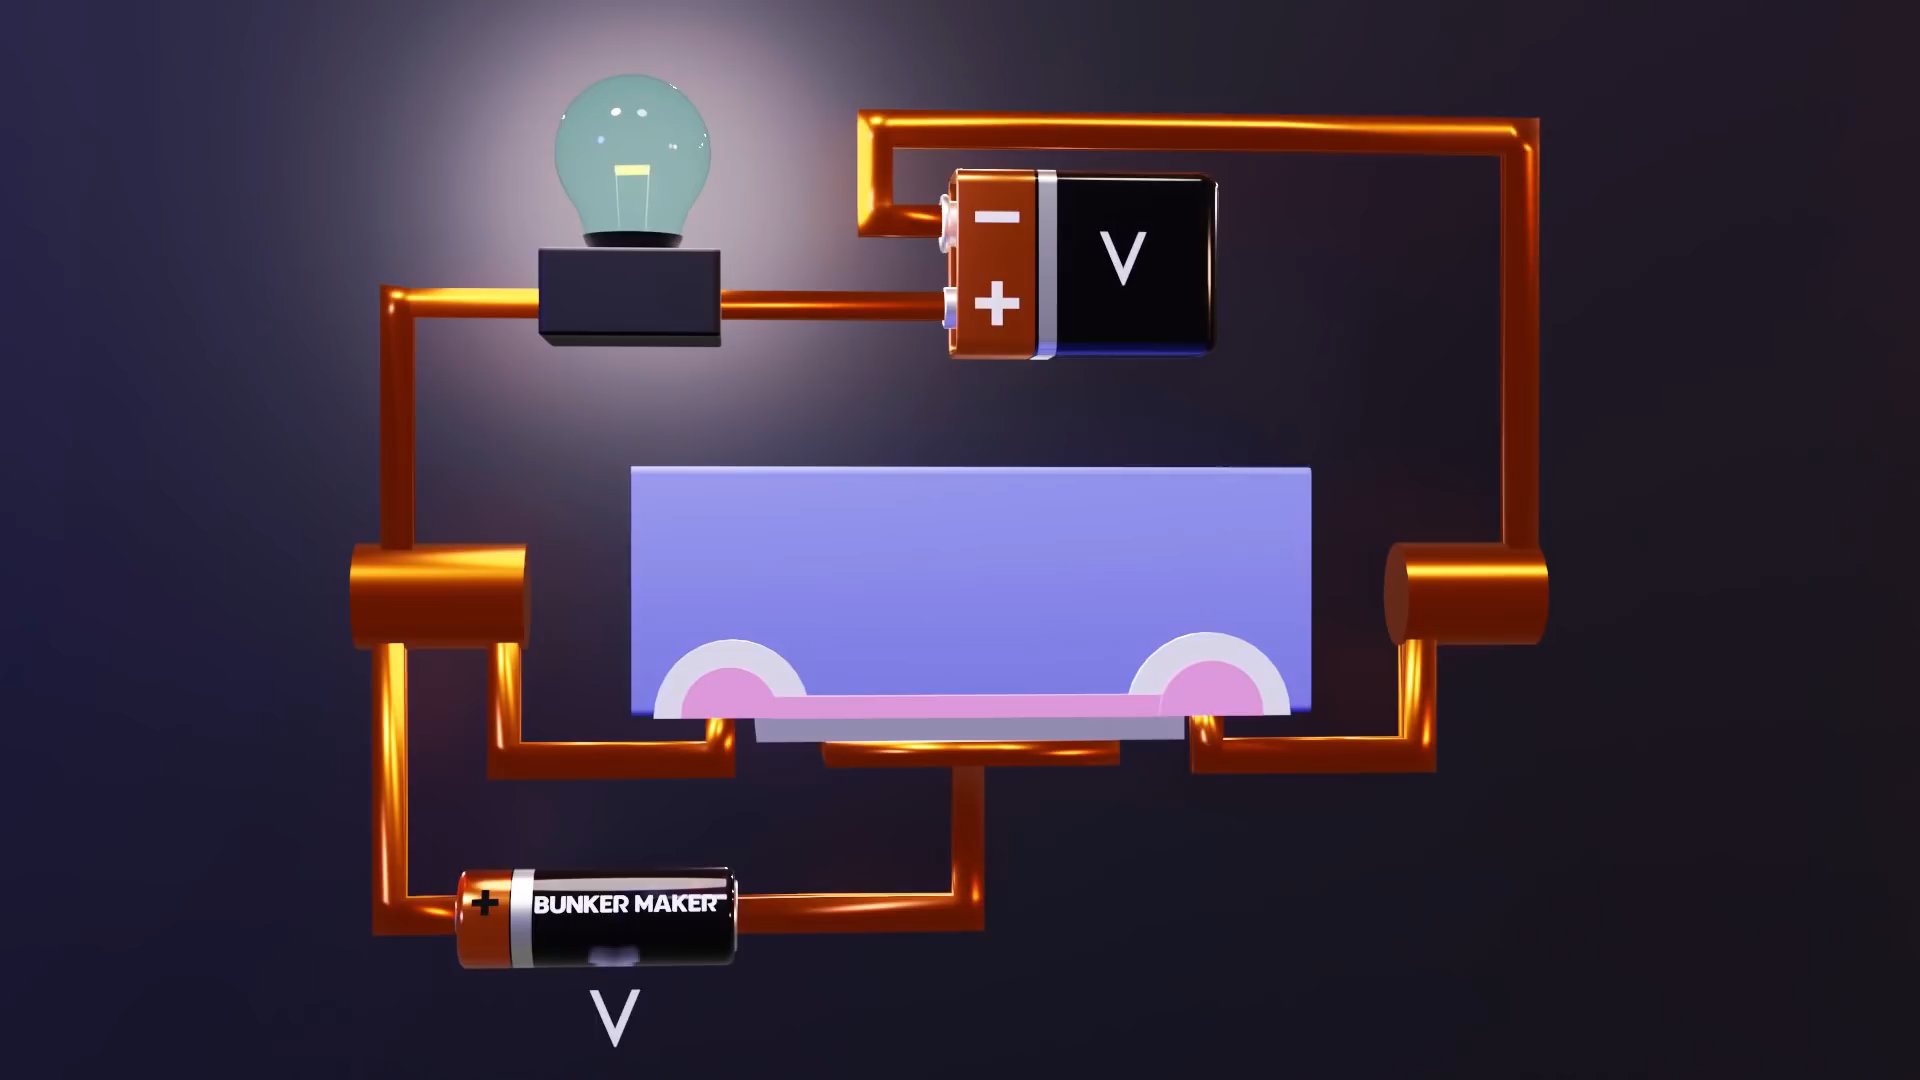 −
V
+
+
BUNKER MAKER
V